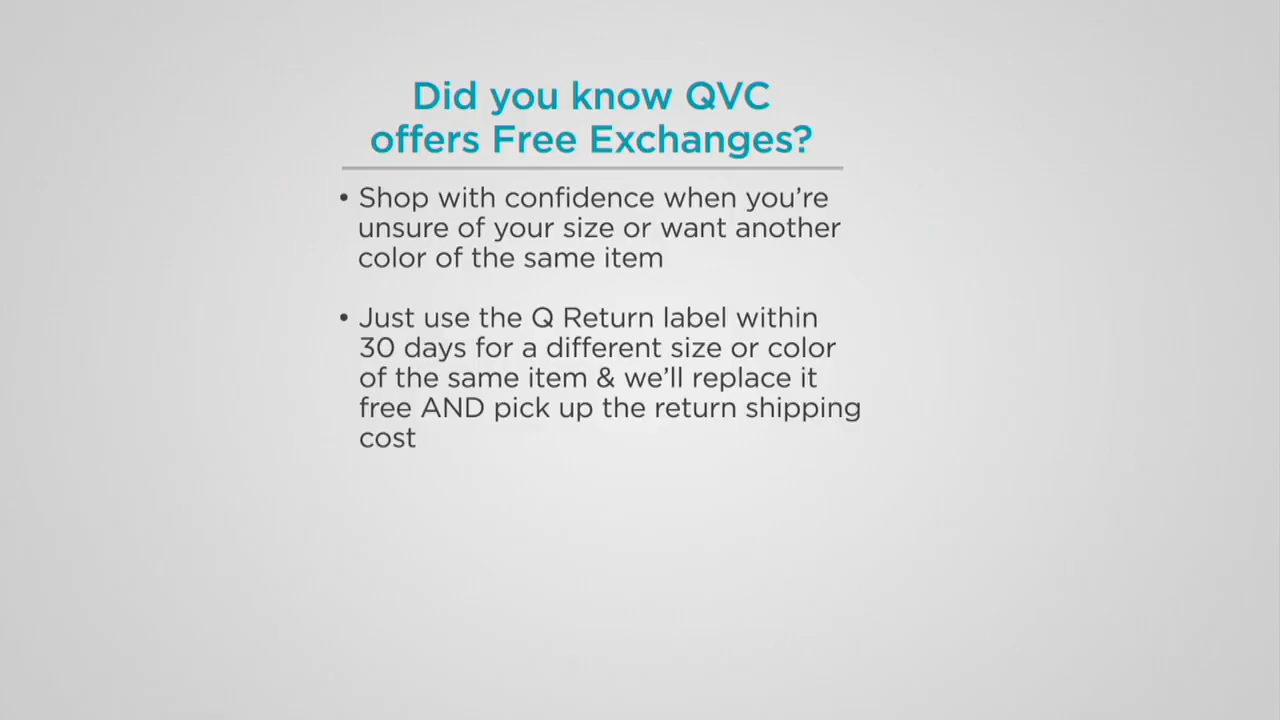 Did you know QVC
offers Free Exchanges?
• Shop with confidence when you’re
unsure of your size or want another
color of the same item
• Just use the Q Return label within
30 days for a different size or color
of the same item & we’ll replace it
free AND pick up the return shipping
cost